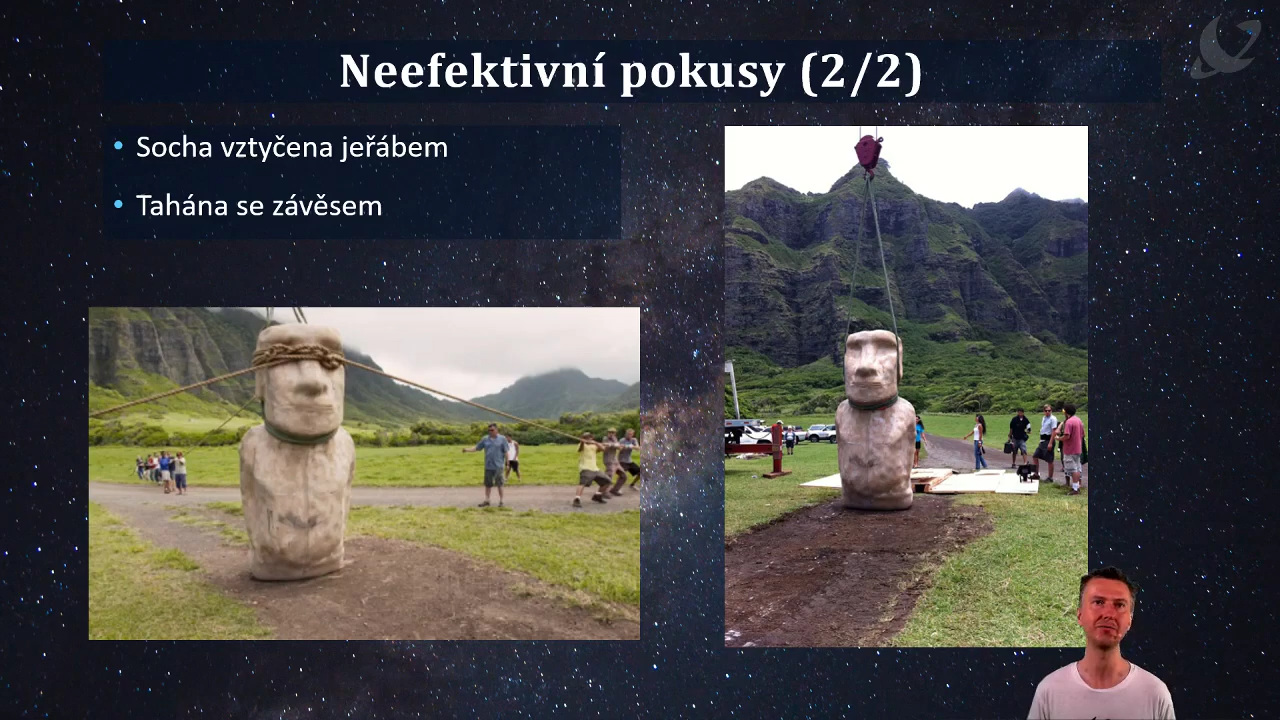 Neefektivní pokusy (2/2)
Socha vztyčena jeřábem
Tahána se závěsem